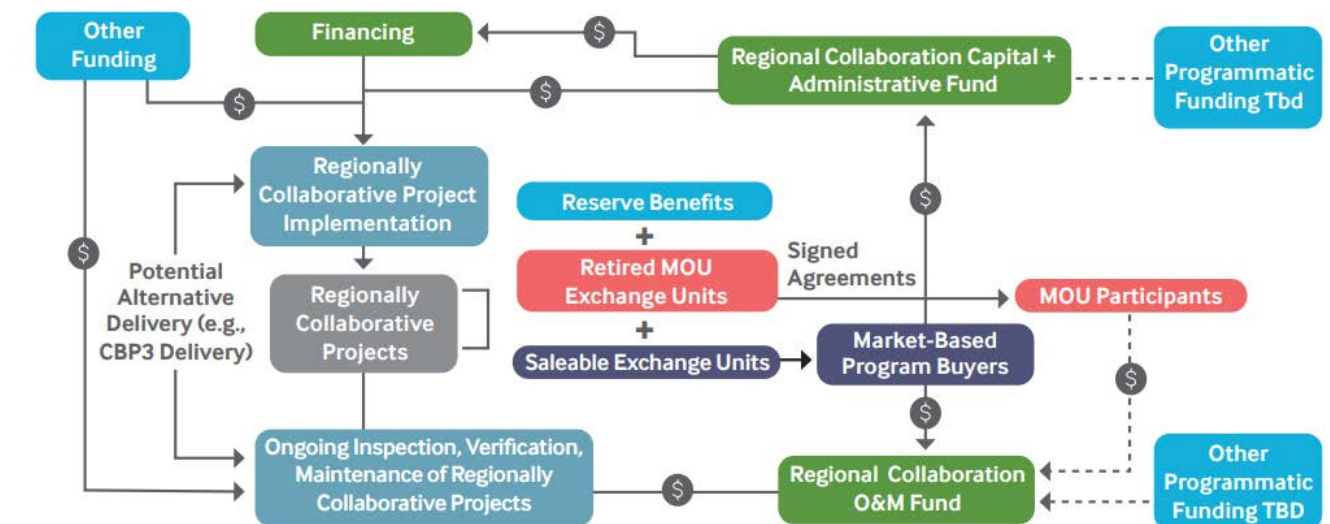 Other
Funding
Financing
$
Regional Collaboration Capital +
Administrative Fund
Other
Programmatic
Funding Tbd
$
$
Regionally
Collaborative Project
Implementation
Reserve Benefits
+
Retired MOU
Exchange Units
+
Saleable Exchange Units
Signed
Agreements
$
MOU Participants
Market-Based
Program Buyers
$
Potential
Alternative
Delivery (e.g.,
CBP3 Delivery)
Regionally
Collaborative
Projects
$
$
Ongoing Inspection, Verification,
Maintenance of Regionally
Collaborative Projects
$
Regional Collaboration
O&M Fund
Other
Programmatic
Funding TBD